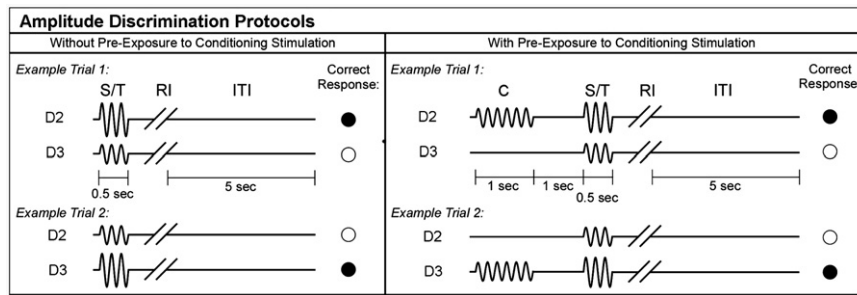 Amplitude Discrimination Protocols
Without Pre-Exposure to Conditioning Stimulation
Example Trial 1:
Correct
Response:
S/T RI ITI
D2
D3
0.5 sec 5 sec
Example Trial 2:
D2
D3
With Pre-Exposure to Conditioning Stimulation
Example Trial 1:
Correct
Response:
C S/T RI ITI
D2
D3
1 sec 1 sec 0.5 sec 5 sec
Example Trial 2:
D2
D3